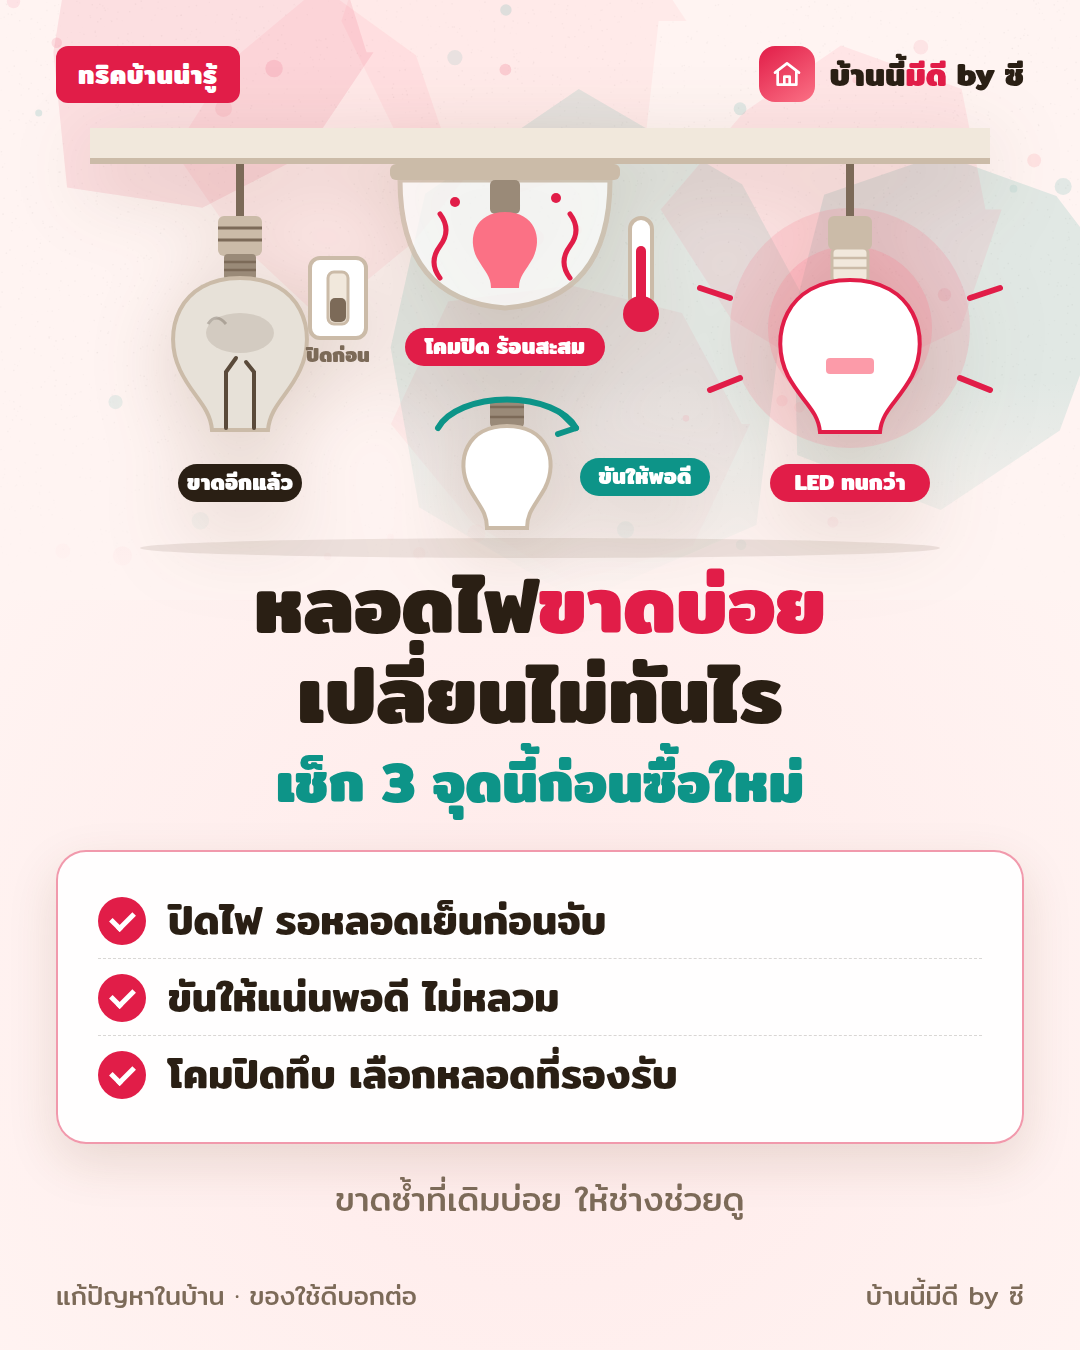 ทริคบ้านน่ารู้
บ้านนี้มีดี by ซี
ปิดก่อน
โคมปิด ร้อนสะสม
ขาดอีกแล้ว
ขันให้พอดี
LED ทนกว่า
หลอดไฟขาดบ่อย
เปลี่ยนไม่ทันไร
เช็ก 3 จุดนี้ก่อนซื้อใหม่
ปิดไฟ รอหลอดเย็นก่อนจับ
ขันให้แน่นพอดี ไม่หลวม
โคมปิดทึบ เลือกหลอดที่รองรับ
ขาดซ้ำที่เดิมบ่อย ให้ช่างช่วยดู
แก้ปัญหาในบ้าน · ของใช้ดีบอกต่อ
บ้านนี้มีดี by ซี